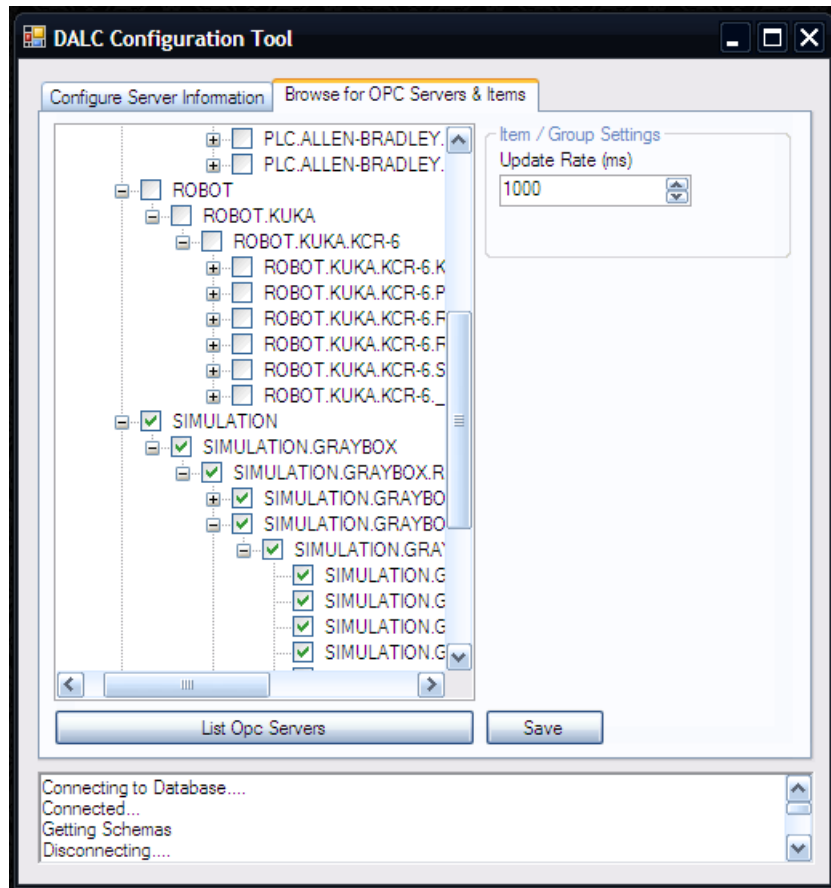 DALC Configuration Tool
Configure Server Information
Browse for OPC Servers & Items
PLC.ALLEN-BRADLEY.
PLC.ALLEN-BRADLEY.
ROBOT
ROBOT.KUKA
ROBOT.KUKA.KCR-6
ROBOT.KUKA.KCR-6.K
ROBOT.KUKA.KCR-6.P
ROBOT.KUKA.KCR-6.R
ROBOT.KUKA.KCR-6.R
ROBOT.KUKA.KCR-6.S
ROBOT.KUKA.KCR-6._
SIMULATION
SIMULATION.GRAYBOX
SIMULATION.GRAYBOX.R
SIMULATION.GRAYBO
SIMULATION.GRAYBO
SIMULATION.GRAY
SIMULATION.G
SIMULATION.G
SIMULATION.G
SIMULATION.G
Item / Group Settings
Update Rate (ms)
1000
List Opc Servers
Save
Connecting to Database....
Connected...
Getting Schemas
Disconnecting....